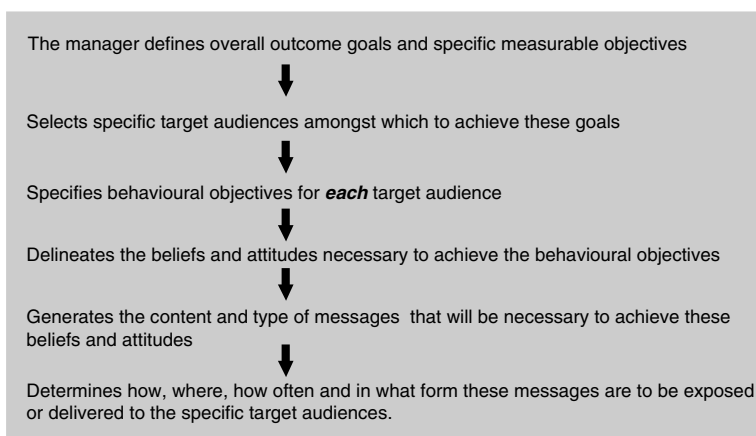 The manager defines overall outcome goals and specific measurable objectives
Selects specific target audiences amongst which to achieve these goals
Specifies behavioural objectives for each target audience
Delineates the beliefs and attitudes necessary to achieve the behavioural objectives
Generates the content and type of messages that will be necessary to achieve these
beliefs and attitudes
Determines how, where, how often and in what form these messages are to be exposed
or delivered to the specific target audiences.